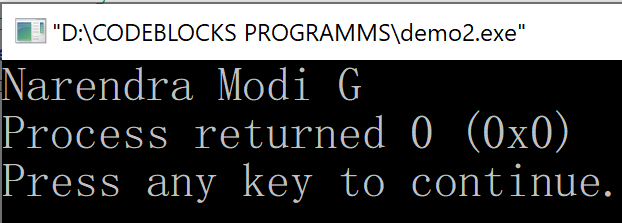 "D:\CODEBLOCKS PROGRAMMS\demo2.exe"
Narendra Modi G
Process returned 0 (0x0)
Press any key to continue.